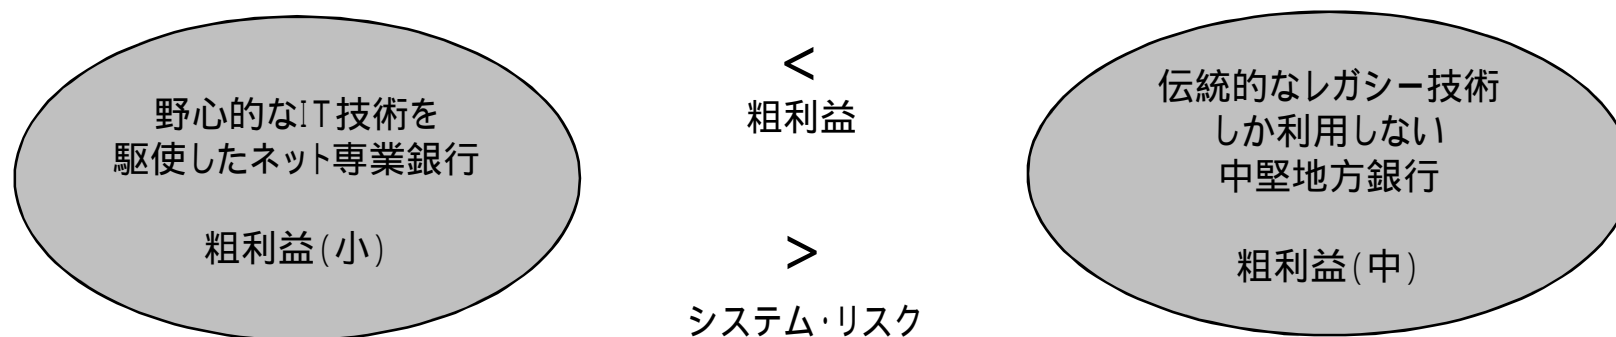 野心的なIT技術を
駆使したネット専業銀行
粗利益(小)
<
粗利益
>
システム・リスク
伝統的なレガシー技術
しか利用しない
中堅地方銀行
粗利益(中)